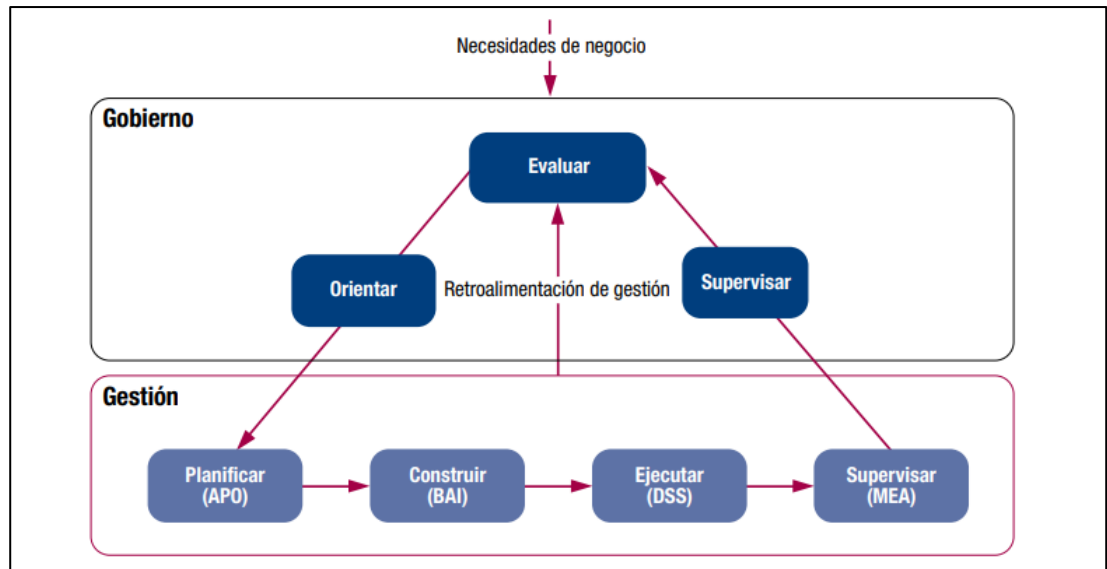 Necesidades de negocio
Gobierno
Evaluar
Orientar
Retroalimentación de gestión
Supervisar
Gestión
Planificar
(APO)
Construir
(BAI)
Ejecutar
(DSS)
Supervisar
(MEA)